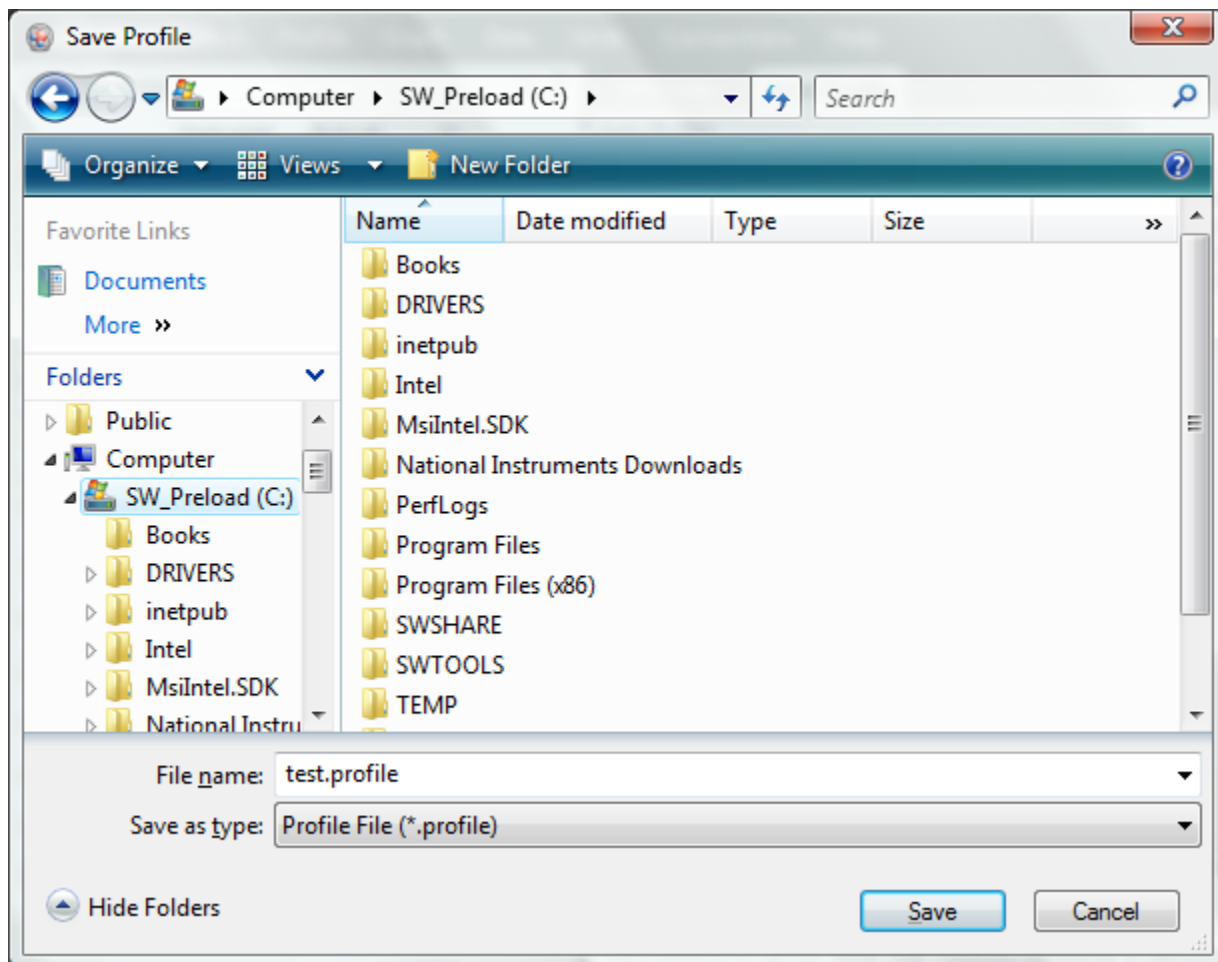 Save Profile
Computer SW_Preload (C:) Search
Organize Views New Folder
Favorite Links
Documents
More »
Folders
Public
Computer
SW_Preload (C:)
Books
DRIVERS
inetpub
Intel
MsiIntel.SDK
National Instru
Name Date modified Type Size »
Books
DRIVERS
inetpub
Intel
MsiIntel.SDK
National Instruments Downloads
PerfLogs
Program Files
Program Files (x86)
SWSHARE
SWTOOLS
TEMP
File name: test.profile
Save as type: Profile File (*.profile)
Hide Folders Save Cancel